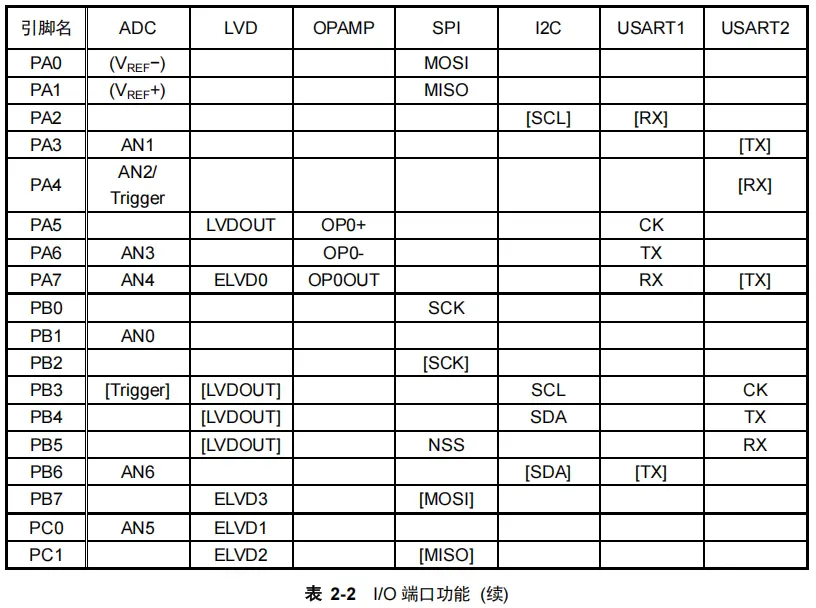 引脚名 ADC LVD OPAMP SPI I2C USART1 USART2
PA0 (VREF−) MOSI
PA1 (VREF+) MISO
PA2 [SCL] [RX]
PA3 AN1 [TX]
PA4 AN2/
Trigger [RX]
PA5 LVDOUT OP0+ CK
PA6 AN3 OP0- TX
PA7 AN4 ELVD0 OP0OUT RX [TX]
PB0 SCK
PB1 AN0
PB2 [SCK]
PB3 [Trigger] [LVDOUT] SCL CK
PB4 [LVDOUT] SDA TX
PB5 [LVDOUT] NSS RX
PB6 AN6 [SDA] [TX]
PB7 ELVD3 [MOSI]
PC0 AN5 ELVD1
PC1 ELVD2 [MISO]
表 2-2 I/O 端口功能 (续)